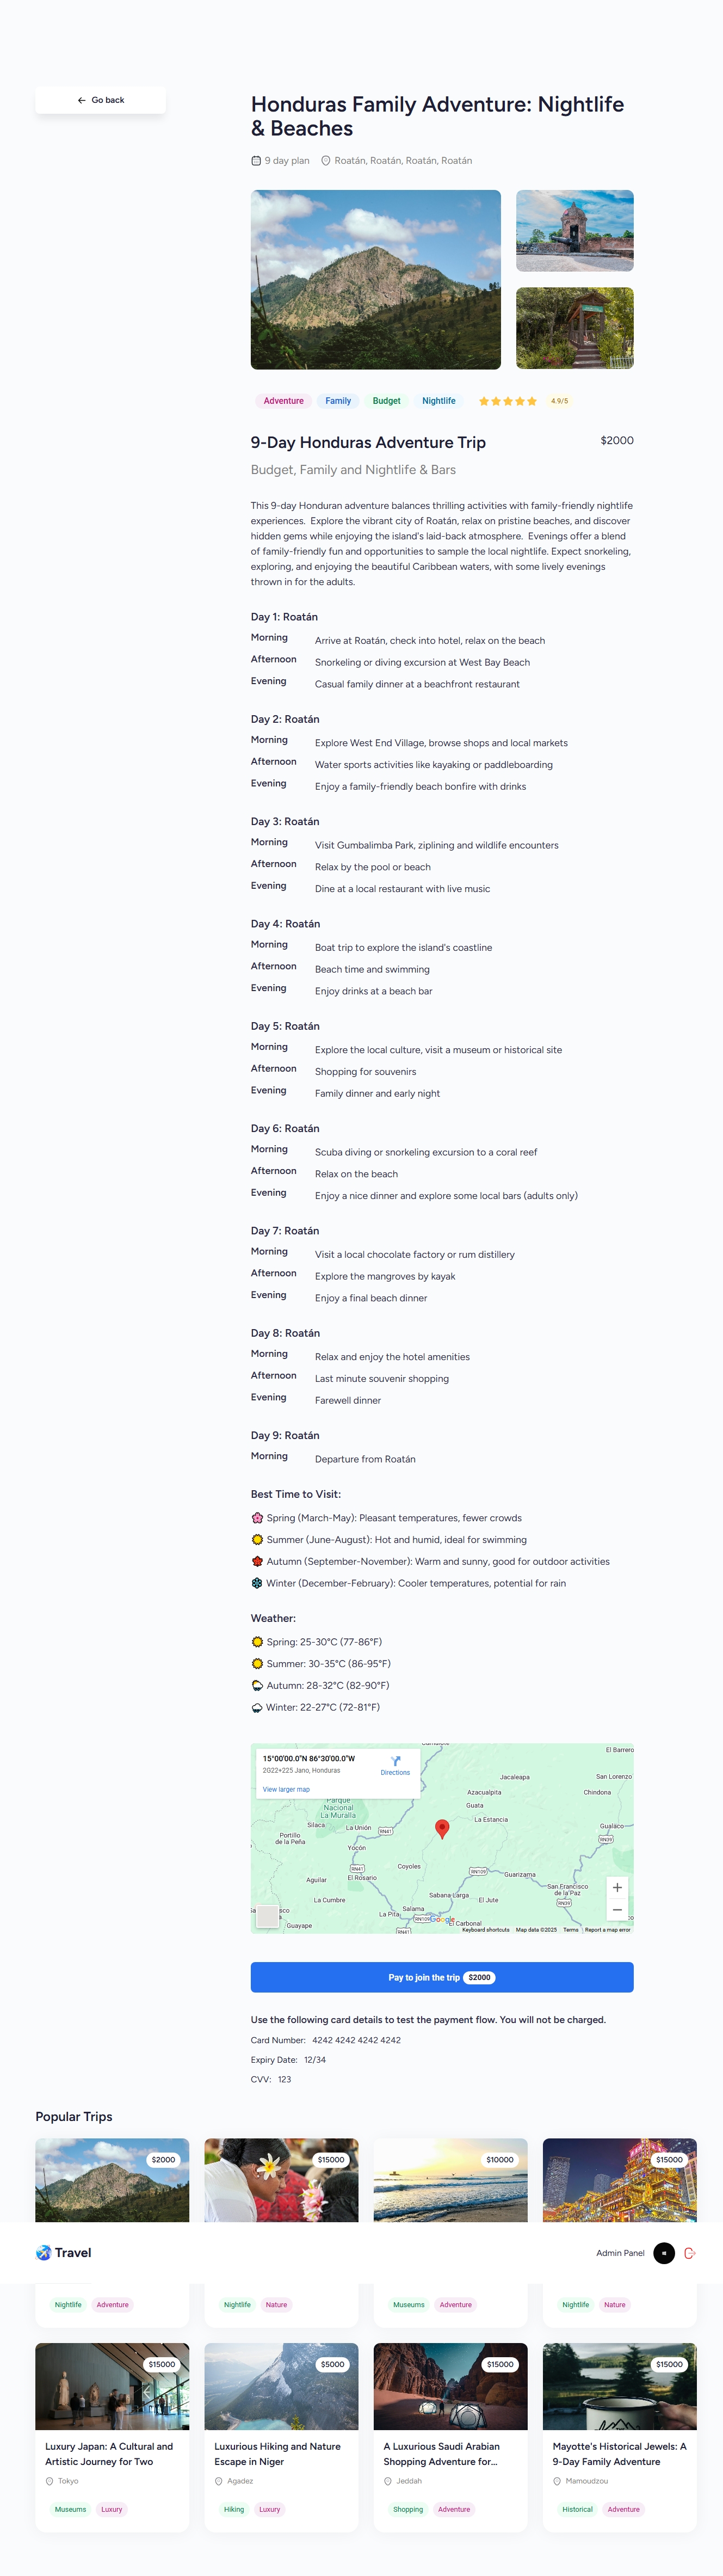 Go back
Honduras Family Adventure: Nightlife
& Beaches
9 day plan
Roatán, Roatán, Roatán, Roatán
Adventure
Family
Budget
Nightlife
4.9/5
9-Day Honduras Adventure Trip
$2000
Budget, Family and Nightlife & Bars
This 9-day Honduran adventure balances thrilling activities with family-friendly nightlife
experiences. Explore the vibrant city of Roatán, relax on pristine beaches, and discover
hidden gems while enjoying the island's laid-back atmosphere. Evenings offer a blend
of family-friendly fun and opportunities to sample the local nightlife. Expect snorkeling,
exploring, and enjoying the beautiful Caribbean waters, with some lively evenings
thrown in for the adults.
Day 1: Roatán
Morning Arrive at Roatán, check into hotel, relax on the beach
Afternoon Snorkeling or diving excursion at West Bay Beach
Evening Casual family dinner at a beachfront restaurant
Day 2: Roatán
Morning Explore West End Village, browse shops and local markets
Afternoon Water sports activities like kayaking or paddleboarding
Evening Enjoy a family-friendly beach bonfire with drinks
Day 3: Roatán
Morning Visit Gumbalimba Park, ziplining and wildlife encounters
Afternoon Relax by the pool or beach
Evening Dine at a local restaurant with live music
Day 4: Roatán
Morning Boat trip to explore the island's coastline
Afternoon Beach time and swimming
Evening Enjoy drinks at a beach bar
Day 5: Roatán
Morning Explore the local culture, visit a museum or historical site
Afternoon Shopping for souvenirs
Evening Family dinner and early night
Day 6: Roatán
Morning Scuba diving or snorkeling excursion to a coral reef
Afternoon Relax on the beach
Evening Enjoy a nice dinner and explore some local bars (adults only)
Day 7: Roatán
Morning Visit a local chocolate factory or rum distillery
Afternoon Explore the mangroves by kayak
Evening Enjoy a final beach dinner
Day 8: Roatán
Morning Relax and enjoy the hotel amenities
Afternoon Last minute souvenir shopping
Evening Farewell dinner
Day 9: Roatán
Morning Departure from Roatán
Best Time to Visit:
Spring (March-May): Pleasant temperatures, fewer crowds
Summer (June-August): Hot and humid, ideal for swimming
Autumn (September-November): Warm and sunny, good for outdoor activities
Winter (December-February): Cooler temperatures, potential for rain
Weather:
Spring: 25-30°C (77-86°F)
Summer: 30-35°C (86-95°F)
Autumn: 28-32°C (82-90°F)
Winter: 22-27°C (72-81°F)
15°00'00.0"N 86°30'00.0"W
2G22+225 Jano, Honduras
Directions
View larger map
El Barrero
Jacaleapa
San Lorenzo
Azacualpita
Chindona
Parque
Nacional
La Muralla
Guata
Silaca
La Unión
RN41
La Estancia
Gualaco
Portillo
de la Peña
RN39
Yocón
RN41
Coyoles
RN109
Guarizama
Aguilar
El Rosario
San Francisco
de la Paz
La Cumbre
Sabana Larga
El Jute
RN39
Salama
La Pita
RN109
Google
El Carbonal
Guayape
RN41
Keyboard shortcuts
Map data ©2025
Terms
Report a map error
Pay to join the trip $2000
Use the following card details to test the payment flow. You will not be charged.
Card Number: 4242 4242 4242 4242
Expiry Date: 12/34
CVV: 123
Popular Trips
$2000
$15000
$10000
$15000
Travel
Admin Panel
Nightlife
Adventure
Nightlife
Nature
Museums
Adventure
Nightlife
Nature
$15000
$5000
$15000
$15000
Luxury Japan: A Cultural and
Artistic Journey for Two
Tokyo
Museums
Luxury
Luxurious Hiking and Nature
Escape in Niger
Agadez
Hiking
Luxury
A Luxurious Saudi Arabian
Shopping Adventure for...
Jeddah
Shopping
Adventure
Mayotte's Historical Jewels: A
9-Day Family Adventure
Mamoudzou
Historical
Adventure